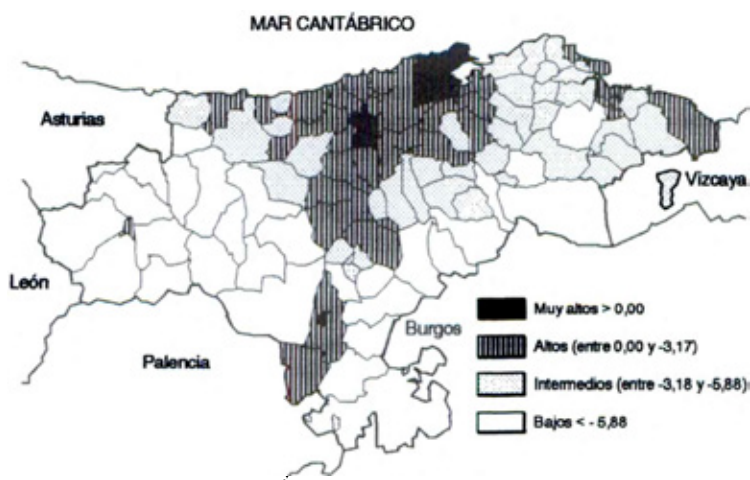 MAR CANTÁBRICO
Asturias
Vizcaya
León
Palencia
Burgos
Muy altos > 0,00
Altos (entre 0,00 y -3,17)
Intermedios (entre -3,18 y -5,88)
Bajos < - 5,88